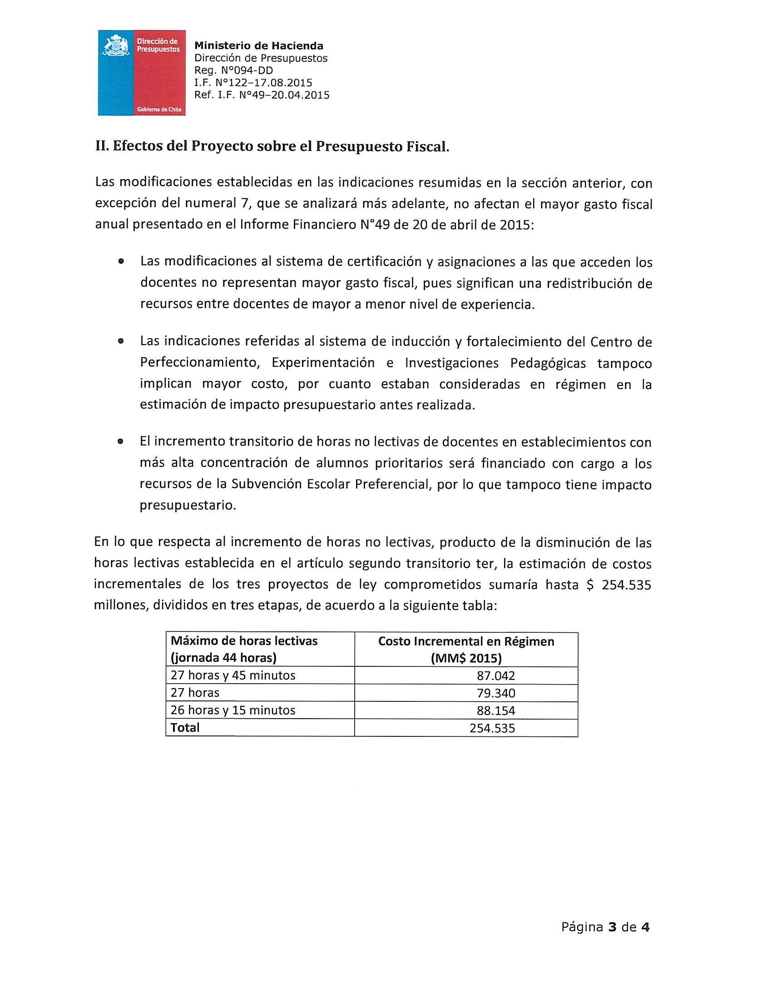 Dirección de
Presupuestos
Gobierno de Chile
Ministerio de Hacienda
Dirección de Presupuestos
Reg. N°094-DD
I.F. N°122–17.08.2015
Ref. I.F. N°49–20.04.2015
II. Efectos del Proyecto sobre el Presupuesto Fiscal.
Las modificaciones establecidas en las indicaciones resumidas en la sección anterior, con
excepción del numeral 7, que se analizará más adelante, no afectan el mayor gasto fiscal
anual presentado en el Informe Financiero N°49 de 20 de abril de 2015:
• Las modificaciones al sistema de certificación y asignaciones a las que acceden los
docentes no representan mayor gasto fiscal, pues significan una redistribución de
recursos entre docentes de mayor a menor nivel de experiencia.
• Las indicaciones referidas al sistema de inducción y fortalecimiento del Centro de
Perfeccionamiento, Experimentación e Investigaciones Pedagógicas tampoco
implican mayor costo, por cuanto estaban consideradas en régimen en la
estimación de impacto presupuestario antes realizada.
• El incremento transitorio de horas no lectivas de docentes en establecimientos con
más alta concentración de alumnos prioritarios será financiado con cargo a los
recursos de la Subvención Escolar Preferencial, por lo que tampoco tiene impacto
presupuestario.
En lo que respecta al incremento de horas no lectivas, producto de la disminución de las
horas lectivas establecida en el artículo segundo transitorio ter, la estimación de costos
incrementales de los tres proyectos de ley comprometidos sumaría hasta $ 254.535
millones, divididos en tres etapas, de acuerdo a la siguiente tabla:
Máximo de horas lectivas Costo Incremental en Régimen
(jornada 44 horas) (MM$ 2015)
27 horas y 45 minutos 87.042
27 horas 79.340
26 horas y 15 minutos 88.154
Total 254.535
Página 3 de 4